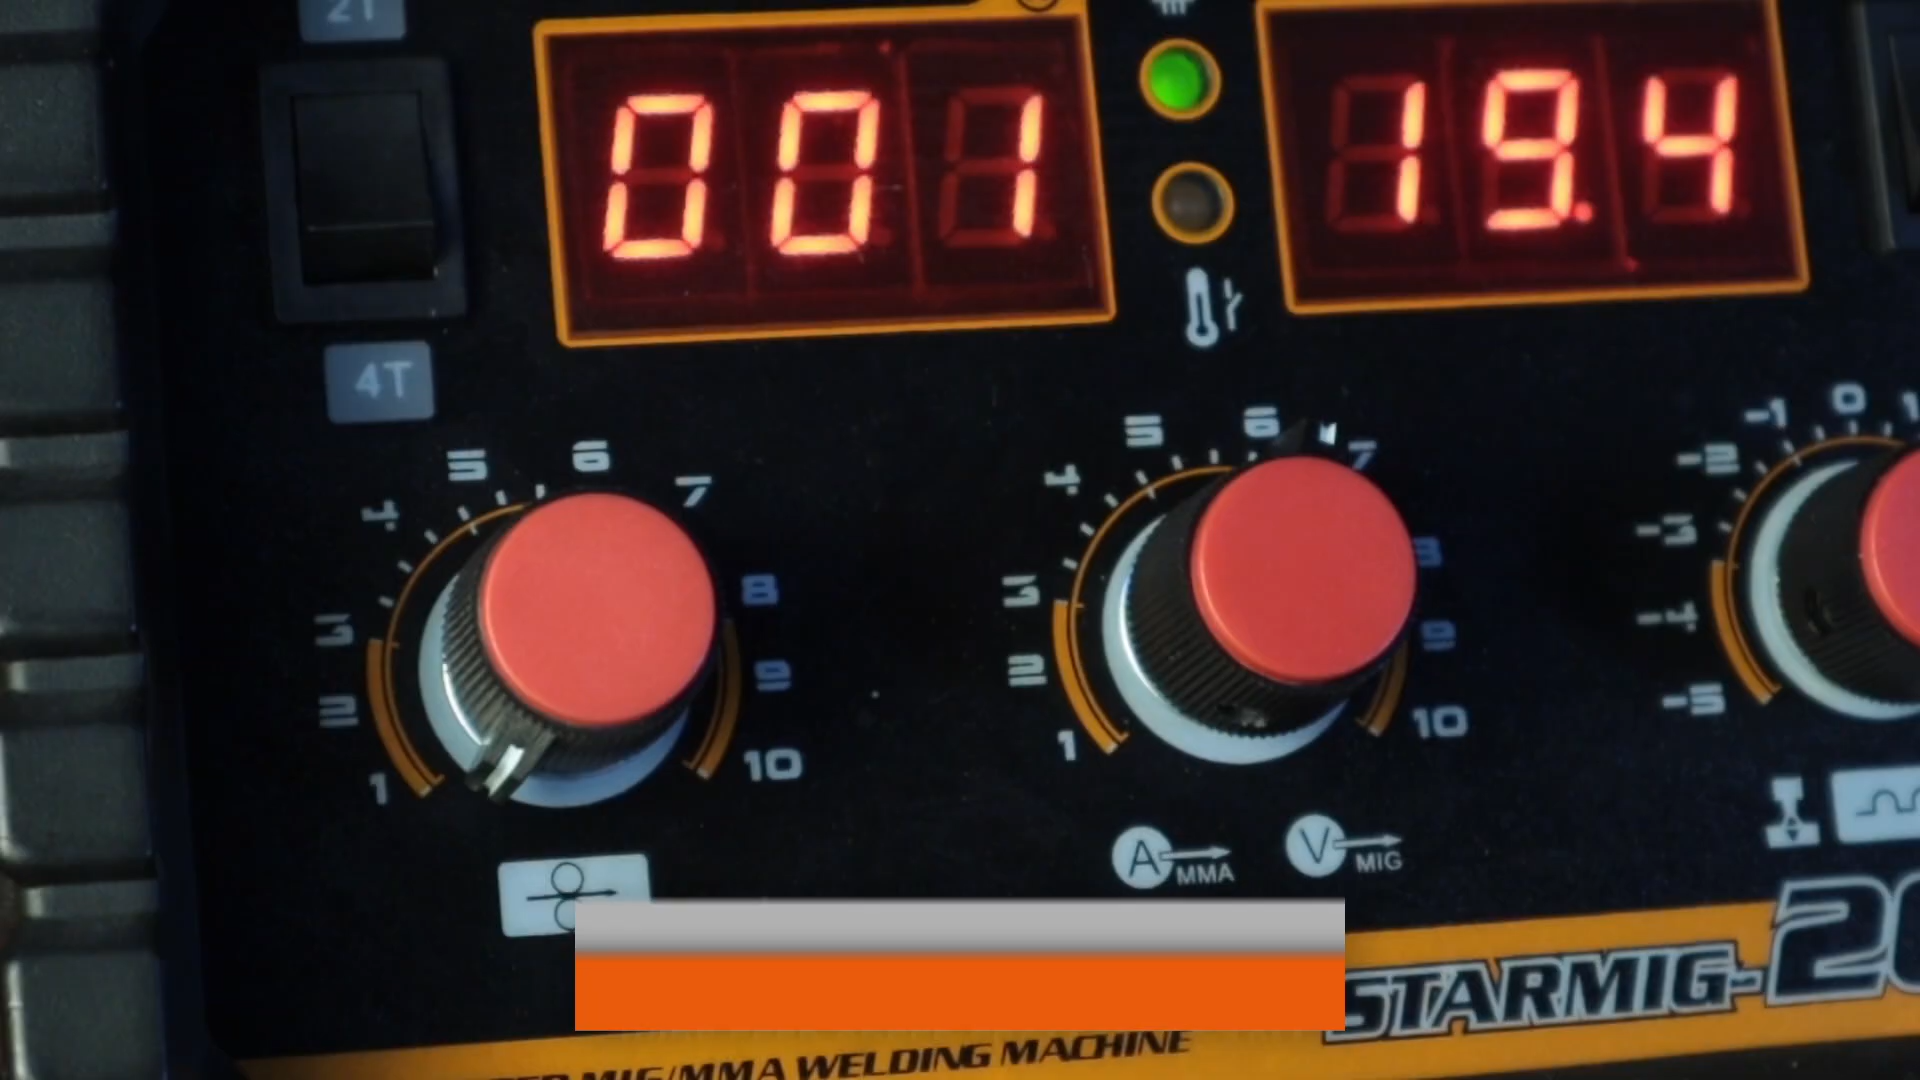 2T
001
19.4
4T
1 2 3 4 5 6 7 8 9 10
1 2 3 4 5 6 7 8 9 10
-5 -4 -3 -2 -1 0 1
A MMA
V MIG
STARMIG-20
MIG/MMA WELDING MACHINE